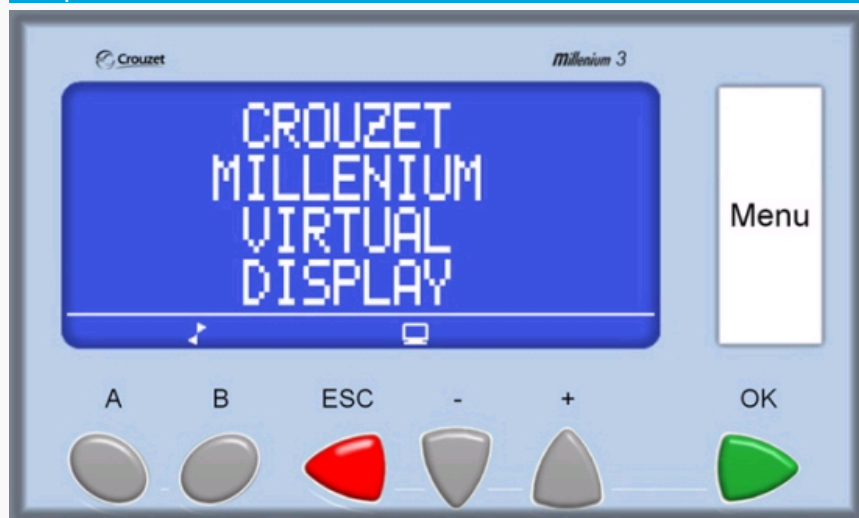 Crouzet
Millenium 3
CROUZET
MILLENIUM
VIRTUAL
DISPLAY
Menu
A B ESC - + OK